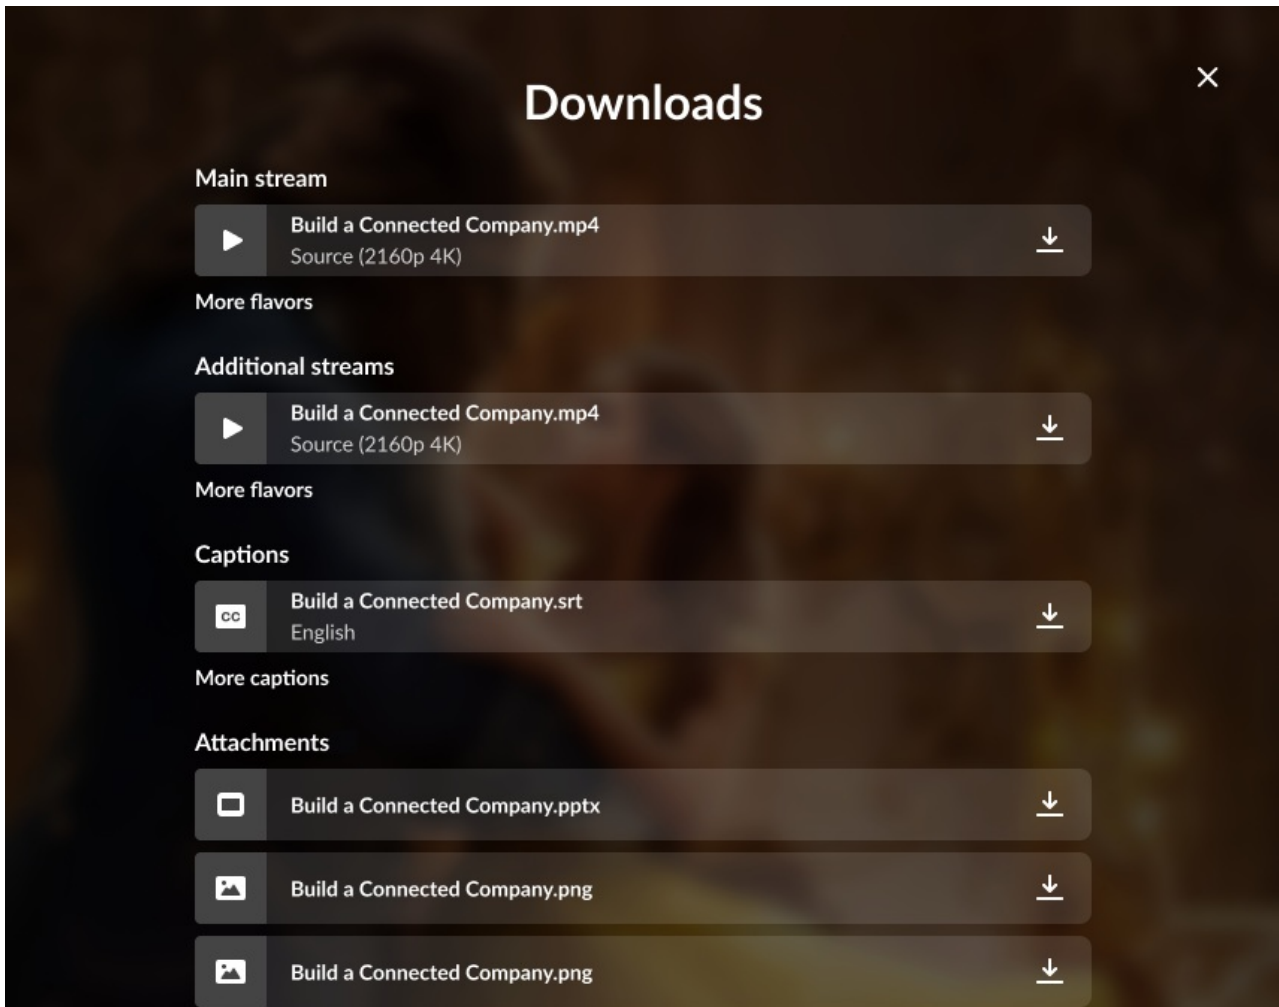 Downloads
Main stream
Build a Connected Company.mp4
Source (2160p 4K)
More flavors
Additional streams
Build a Connected Company.mp4
Source (2160p 4K)
More flavors
Captions
CC
Build a Connected Company.srt
English
More captions
Attachments
Build a Connected Company.pptx
Build a Connected Company.png
Build a Connected Company.png